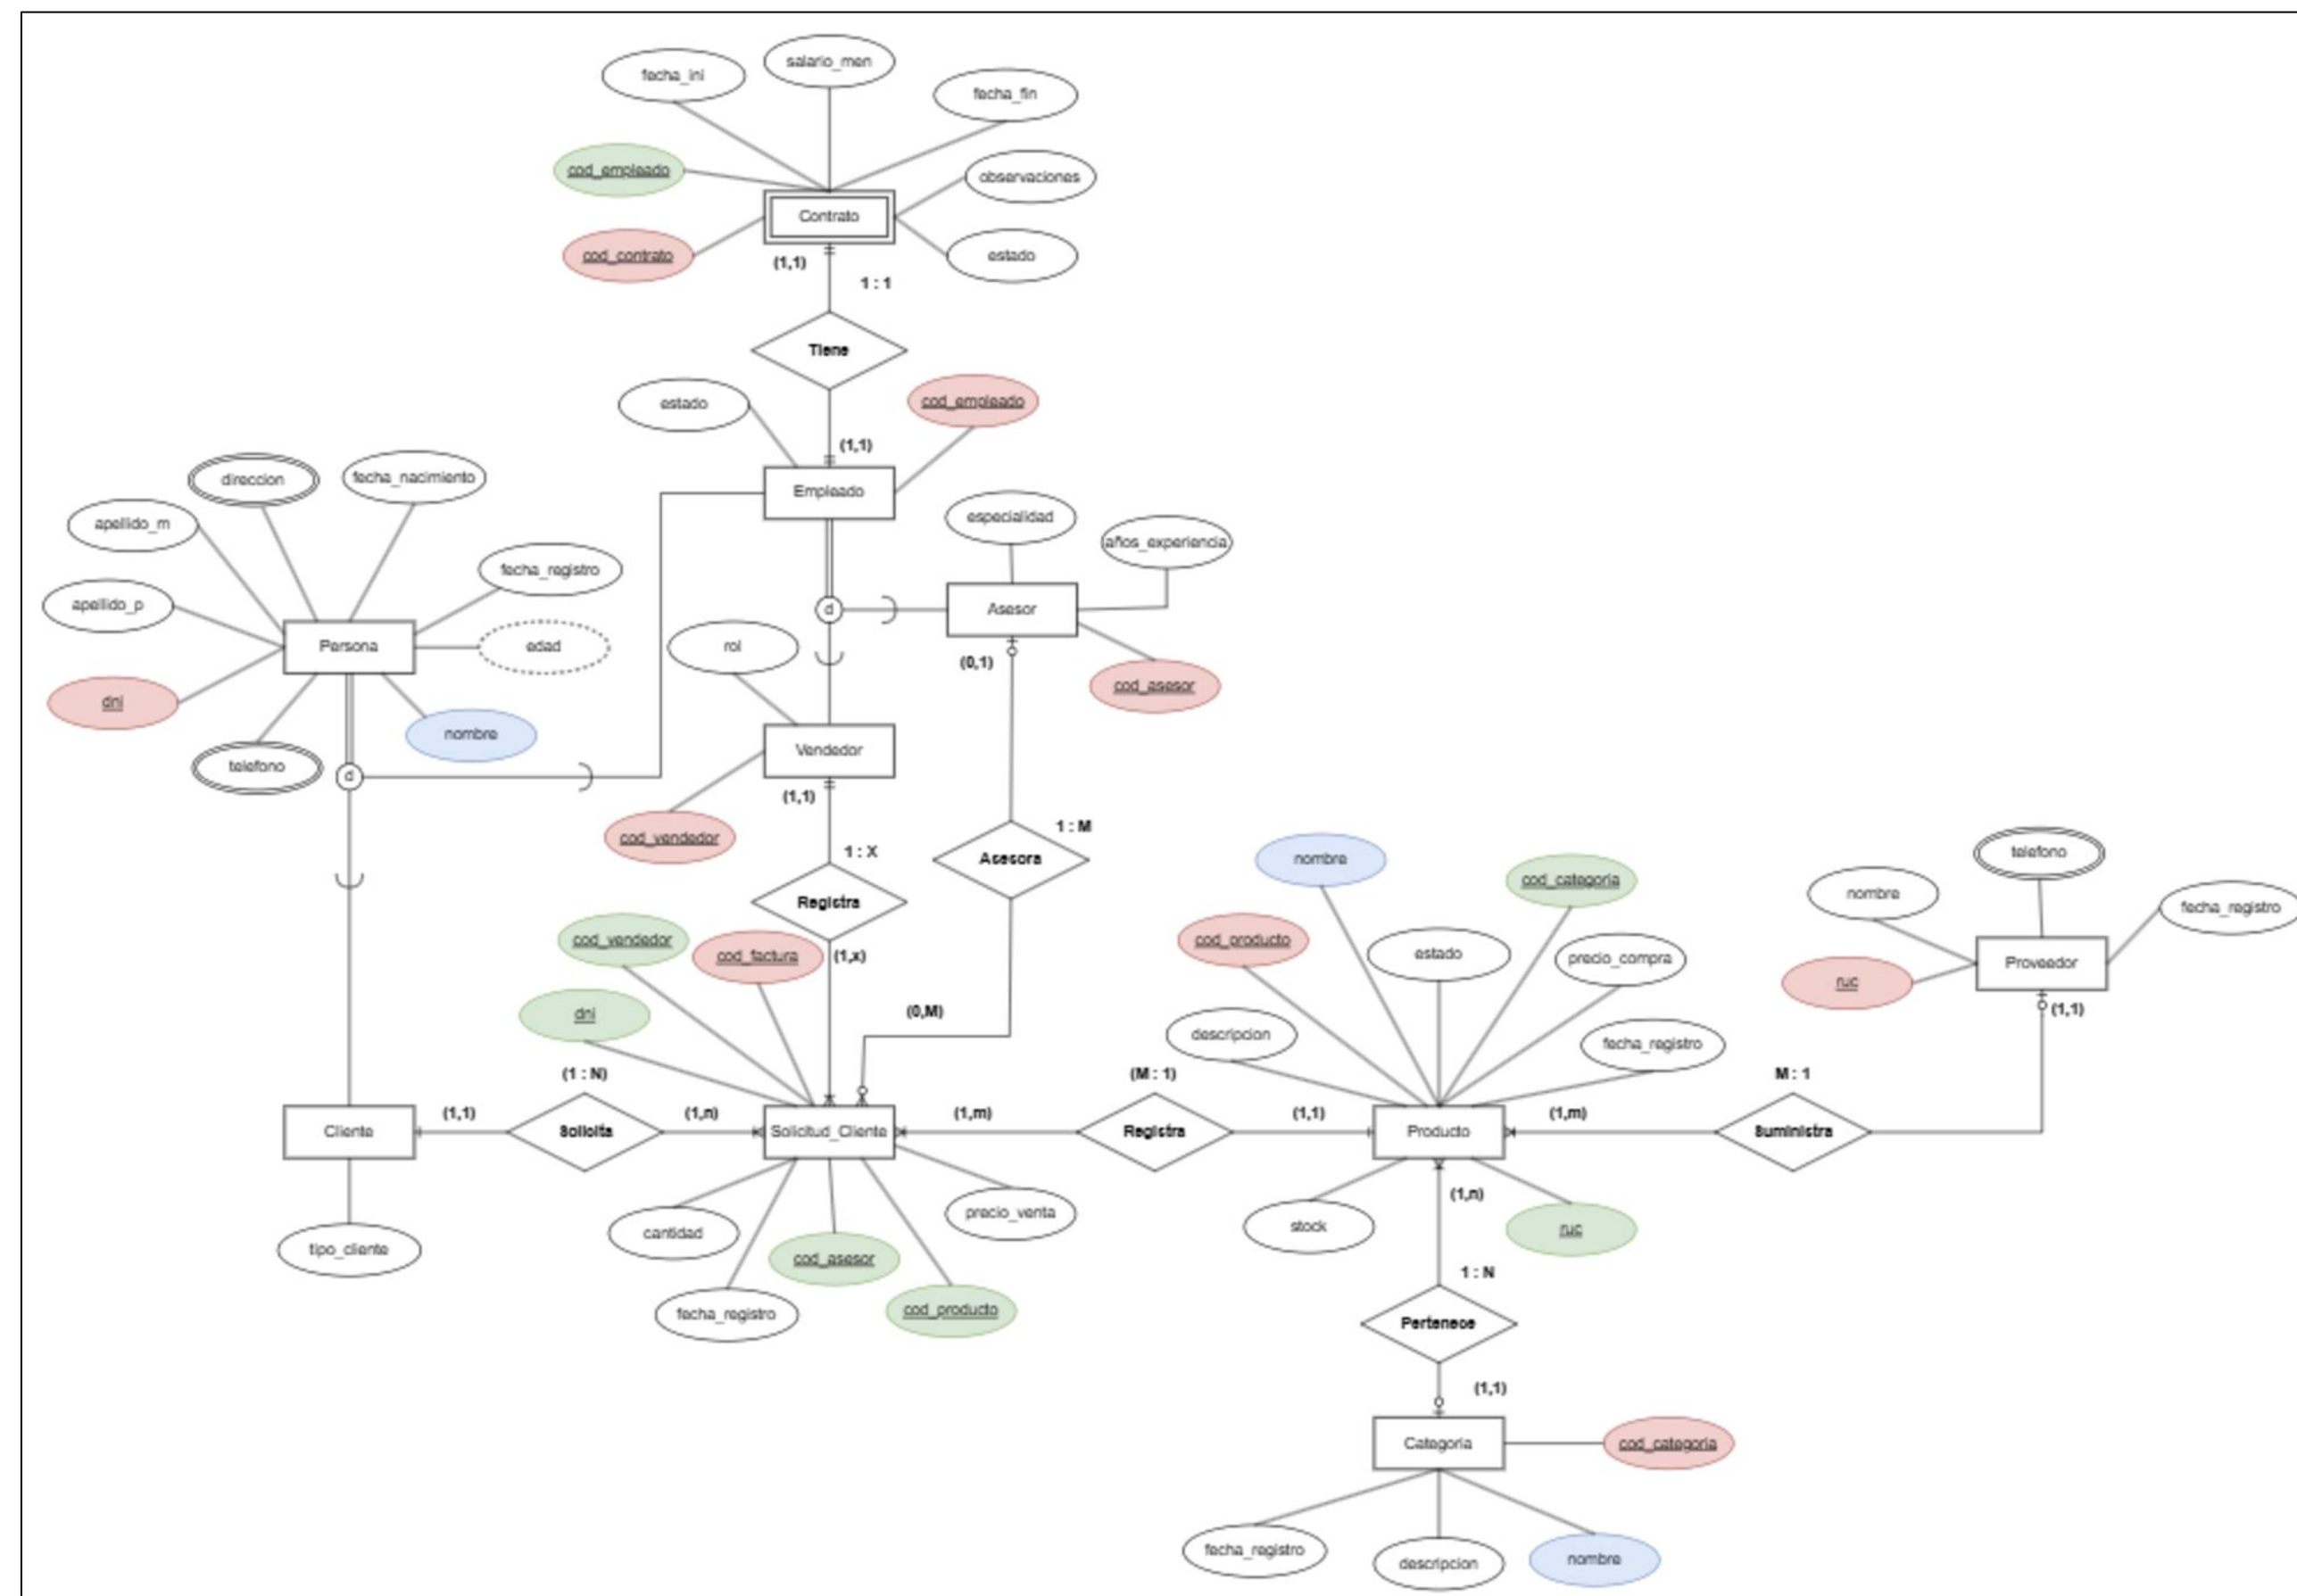 salario_men
fecha_ini
fecha_fin
cod_empleado
observaciones
Contrato
cod_contrato
estado
(1,1)
1 : 1
Tiene
estado
cod_empleado
(1,1)
direccion
fecha_nacimiento
Empleado
apellido_m
especialidad
años_experiencia
fecha_registro
apellido_p
d
Asesor
Persona
edad
rol
(0,1)
cod_asesor
dni
nombre
Vendedor
telefono
d
(1,1)
cod_vendedor
1 : M
1 : X
Asesora
nombre
telefono
cod_categoria
nombre
Registra
fecha_registro
cod_vendedor
cod_factura
(1,x)
cod_producto
estado
precio_compra
Proveedor
ruc
dni
(0,M)
(1,1)
descripcion
fecha_registro
(1 : N)
(M : 1)
M : 1
(1,1)
(1,n)
(1,m)
(1,1)
(1,m)
Cliente
Solicita
Solicitud_Cliente
Registra
Producto
Suministra
(1,n)
precio_venta
stock
ruc
cantidad
tipo_cliente
cod_asesor
1 : N
cod_producto
fecha_registro
Pertenece
(1,1)
Categoria
cod_categoria
fecha_registro
descripcion
nombre